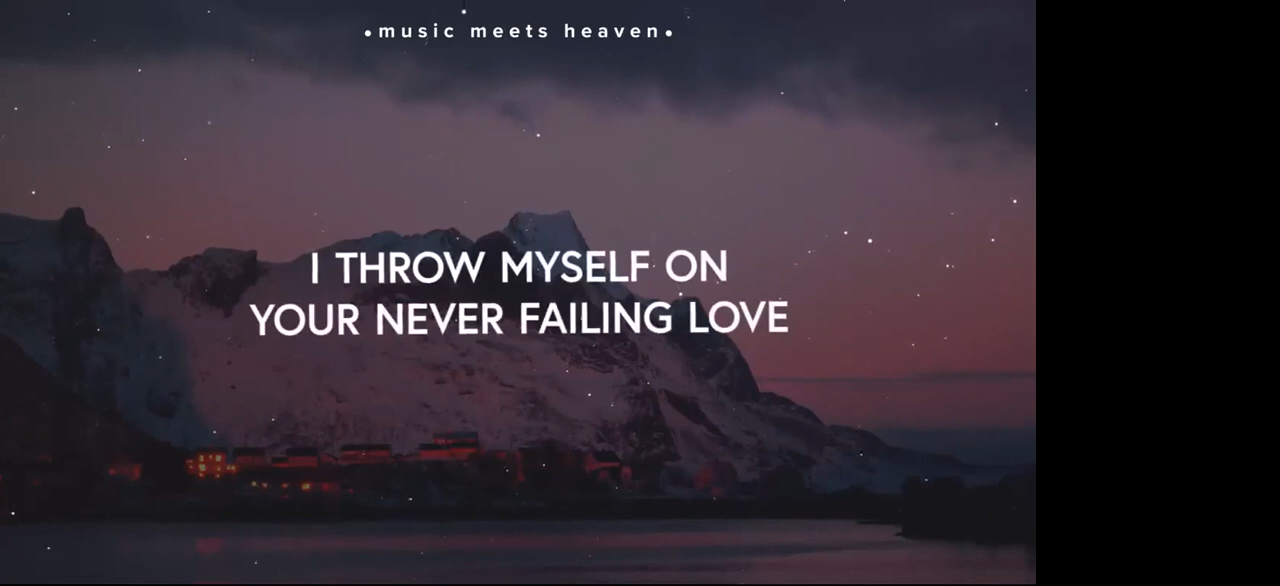 •music meets heaven•
I THROW MYSELF ON
YOUR NEVER FAILING LOVE